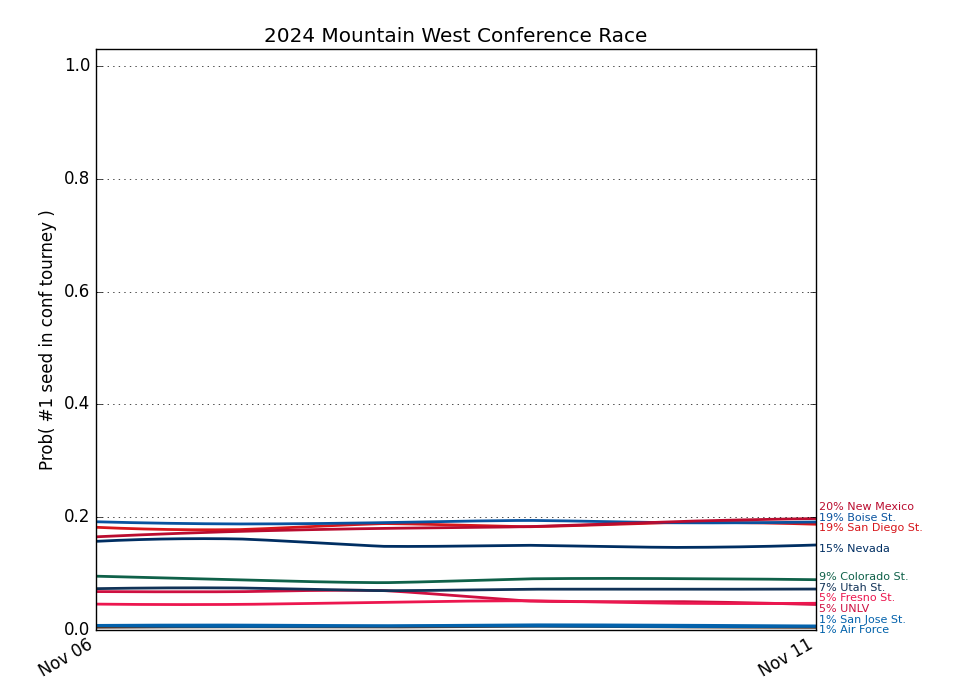 2024 Mountain West Conference Race
Prob( #1 seed in conf tourney )
1.0
0.8
0.6
0.4
0.2
0.0
Nov 06
Nov 11
20% New Mexico
19% Boise St.
19% San Diego St.
15% Nevada
9% Colorado St.
7% Utah St.
5% Fresno St.
5% UNLV
1% San Jose St.
1% Air Force